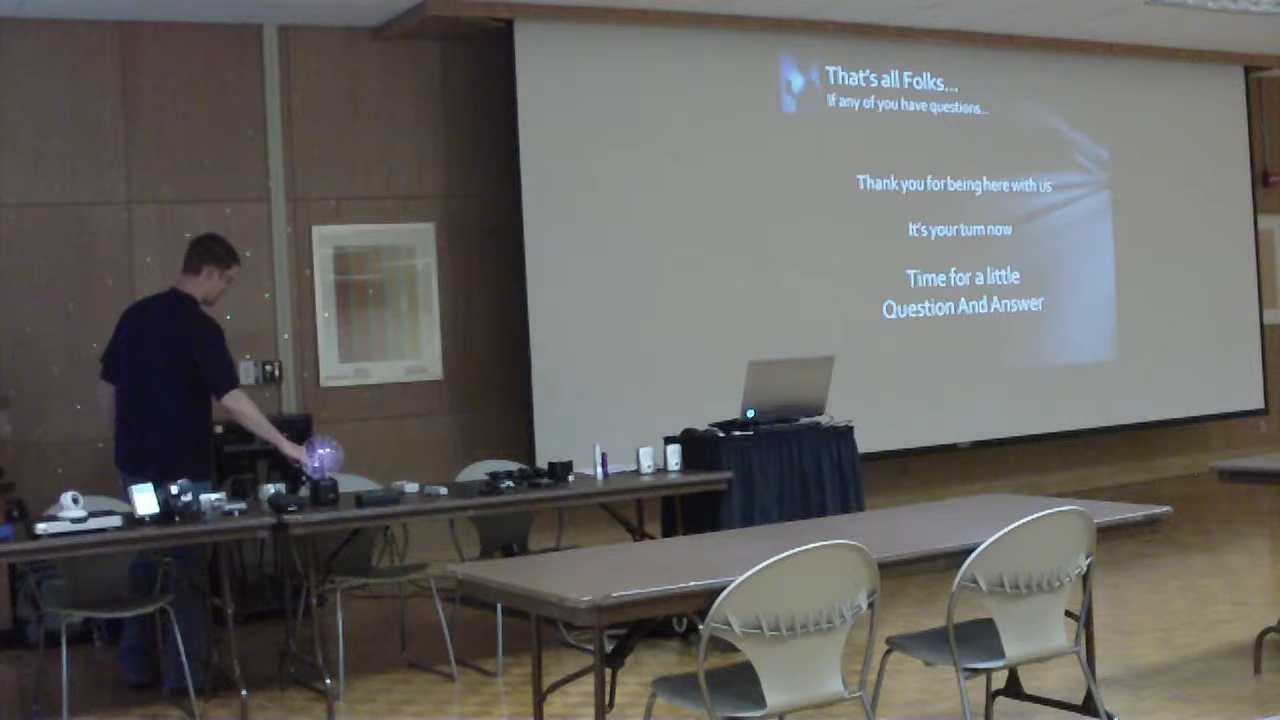 That's all Folks...
If any of you have questions...
Thank you for being here with us
It's your turn now
Time for a little
Question And Answer